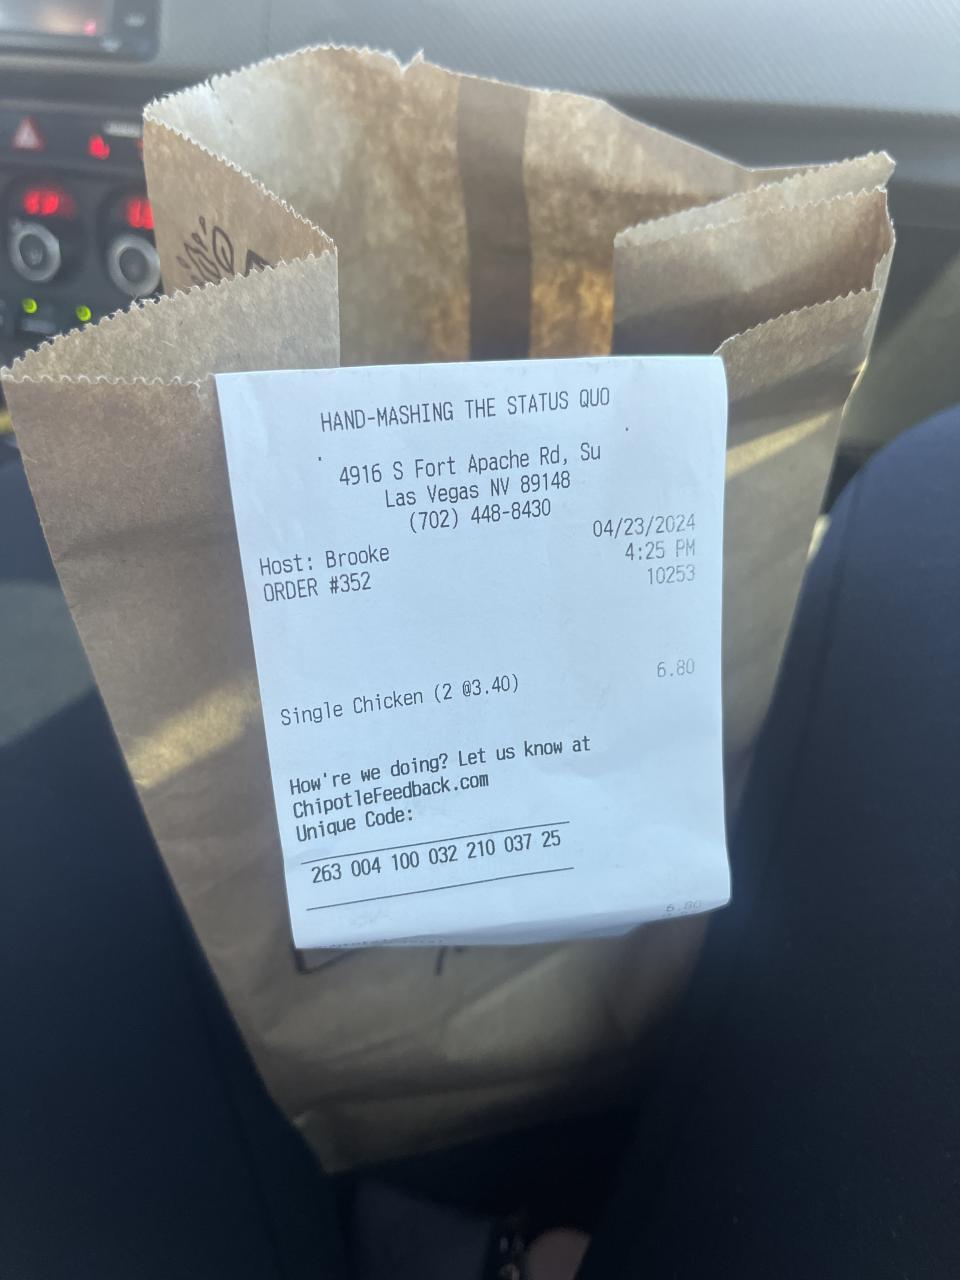 HAND-MASHING THE STATUS QUO
4916 S Fort Apache Rd, Su
Las Vegas NV 89148
(702) 448-8430
04/23/2024
Host: Brooke 4:25 PM
ORDER #352 10253
Single Chicken (2 @3.40) 6.80
How're we doing? Let us know at
ChipotleFeedback.com
Unique Code:
263 004 100 032 210 037 25
6.80